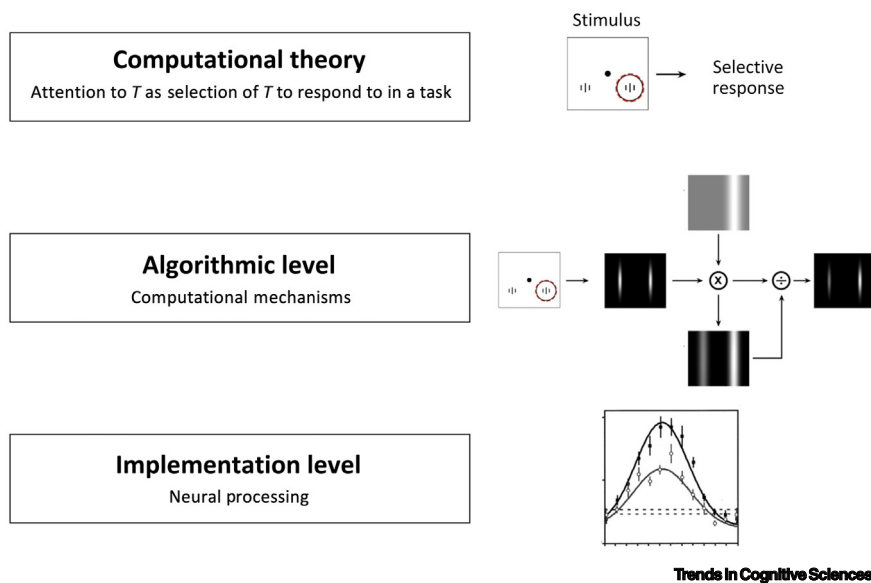 Stimulus
Computational theory
Attention to T as selection of T to respond to in a task
Selective
response
Algorithmic level
Computational mechanisms
X
÷
Implementation level
Neural processing
Trends in Cognitive Sciences